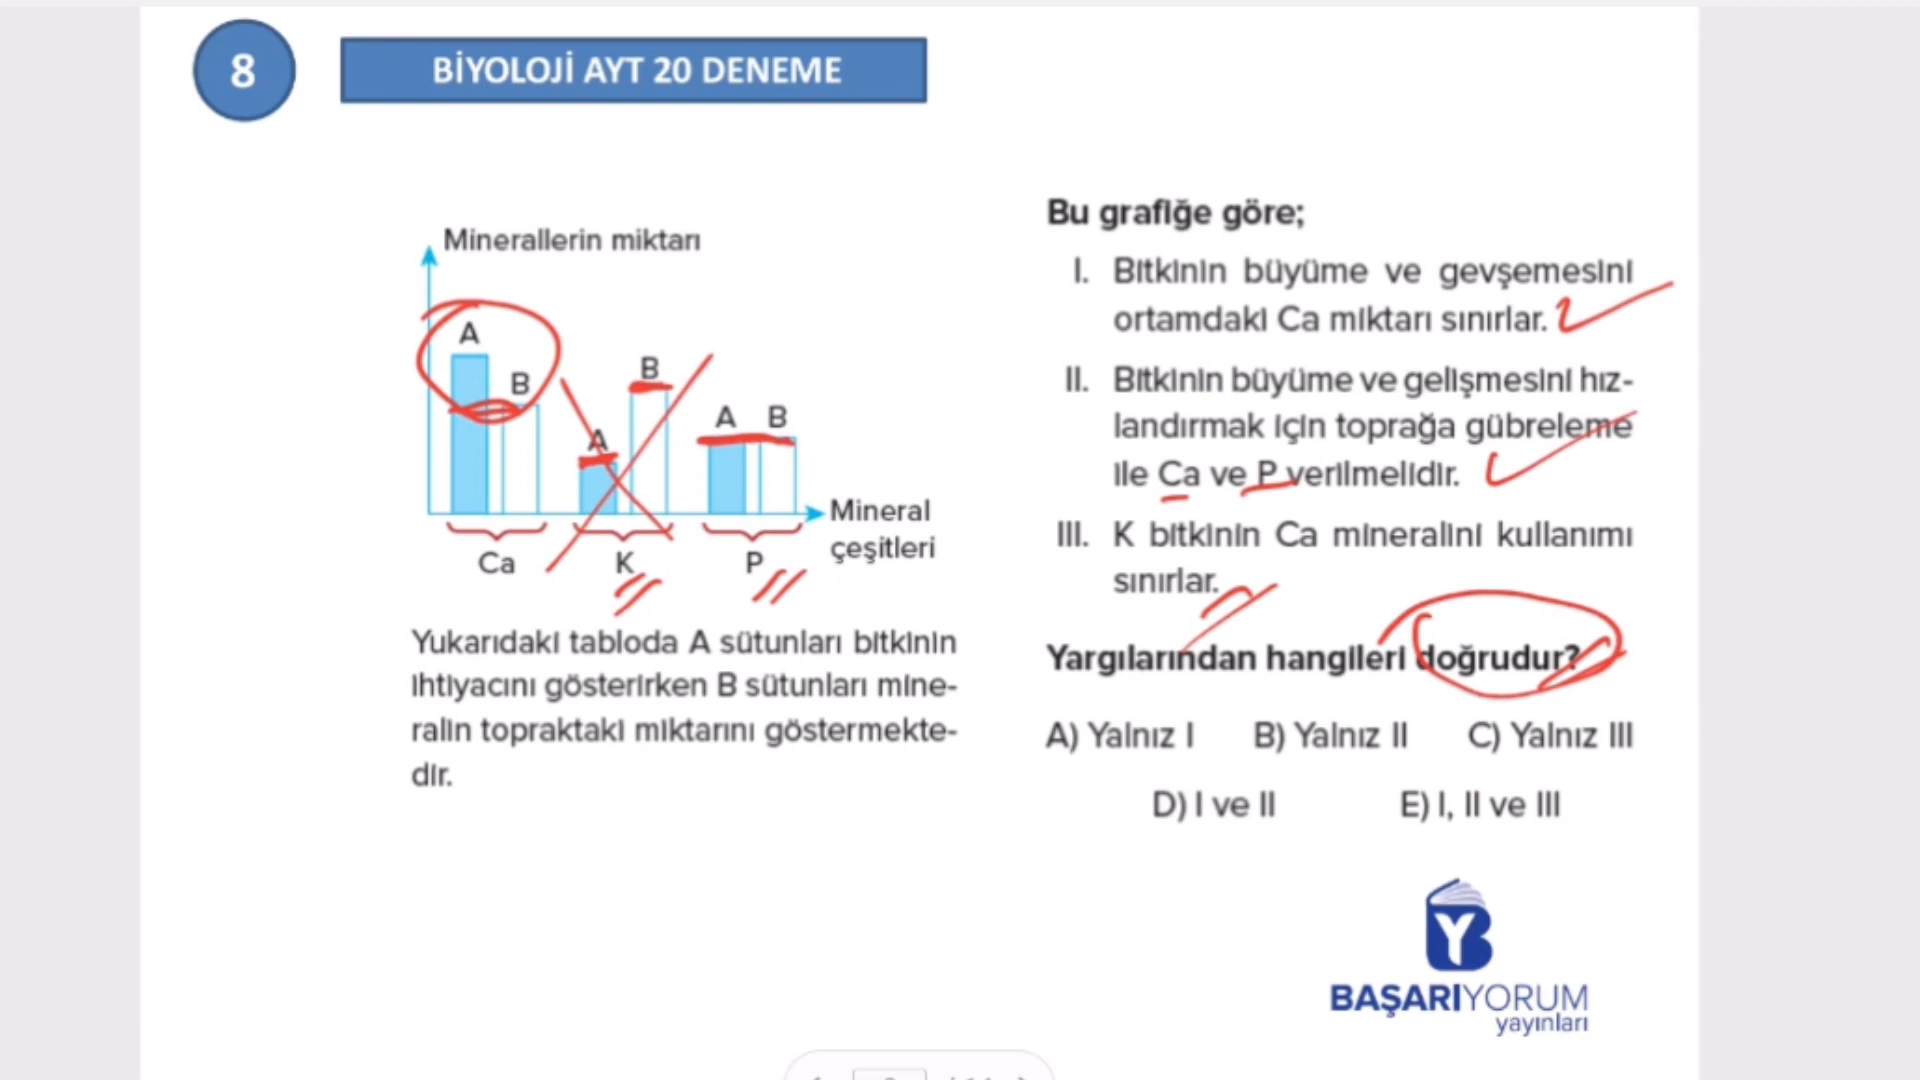 8
BİYOLOJİ AYT 20 DENEME
Minerallerin miktarı
A
B
A
B
A B
Mineral
çeşitleri
Ca
K
P
Yukarıdaki tabloda A sütunları bitkinin
ihtiyacını gösterirken B sütunları mine-
ralin topraktaki miktarını göstermekte-
dir.
Bu grafiğe göre;
I. Bitkinin büyüme ve gevşemesini
ortamdaki Ca miktarı sınırlar.
II. Bitkinin büyüme ve gelişmesini hız-
landırmak için toprağa gübreleme
ile Ca ve P verilmelidir.
III. K bitkinin Ca mineralini kullanımı
sınırlar.
Yargılarından hangileri doğrudur?
A) Yalnız I B) Yalnız II C) Yalnız III
D) I ve II E) I, II ve III
BAŞARIYORUM
yayınları